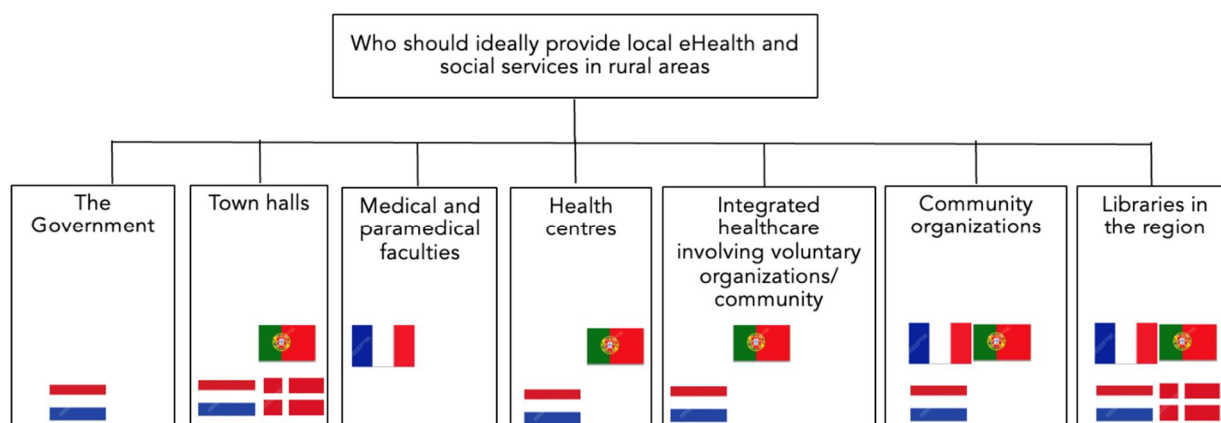 Who should ideally provide local eHealth and
social services in rural areas
The
Government
Town halls
Medical and
paramedical
faculties
Health
centres
Integrated
healthcare
involving voluntary
organizations/
community
Community
organizations
Libraries in
the region